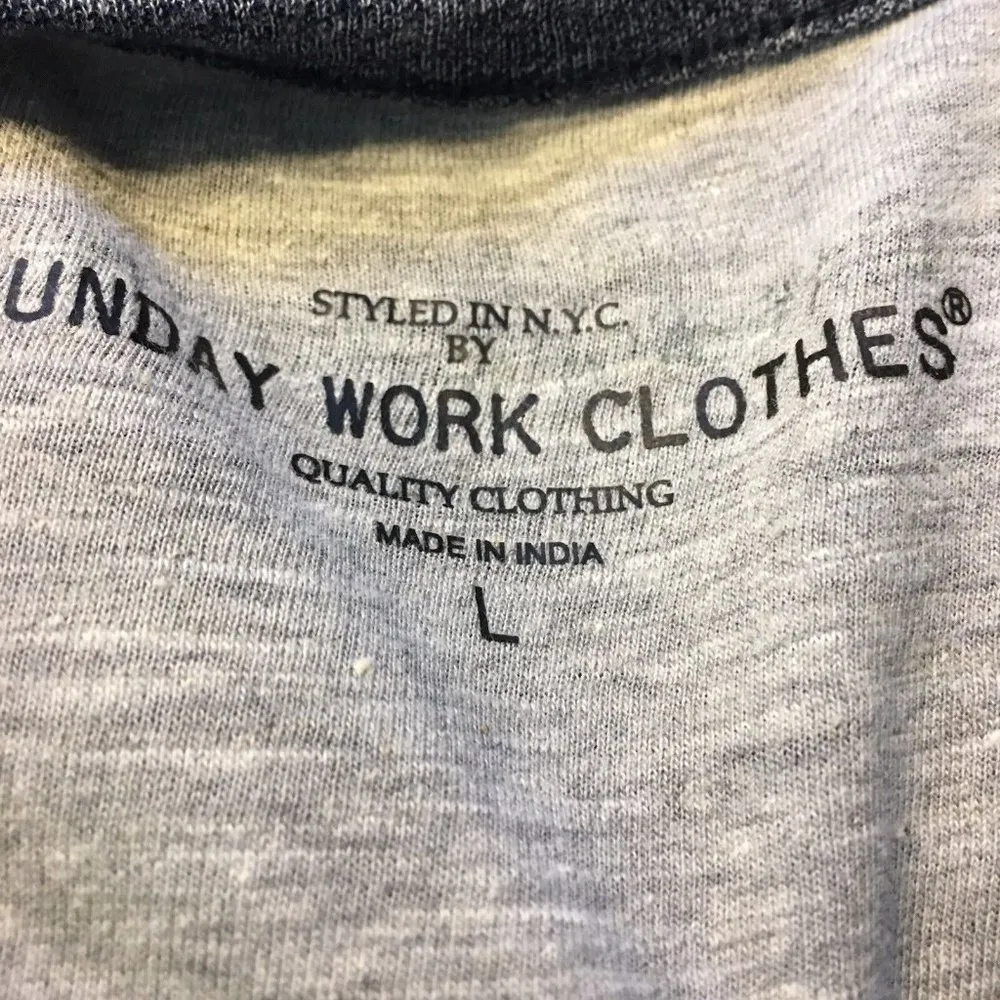 STYLED IN N.Y.C.
BY
UNDAY WORK CLOTHES®
QUALITY CLOTHING
MADE IN INDIA
L